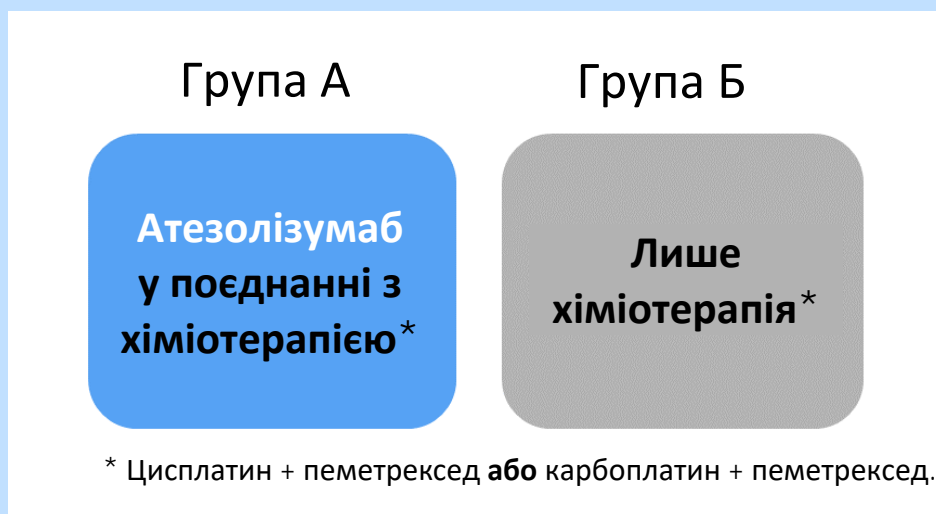 Група А Група Б
Атезолізумаб
у поєднанні з
хіміотерапією*
Лише
хіміотерапія*
* Цисплатин + пеметрексед або карбоплатин + пеметрексед.